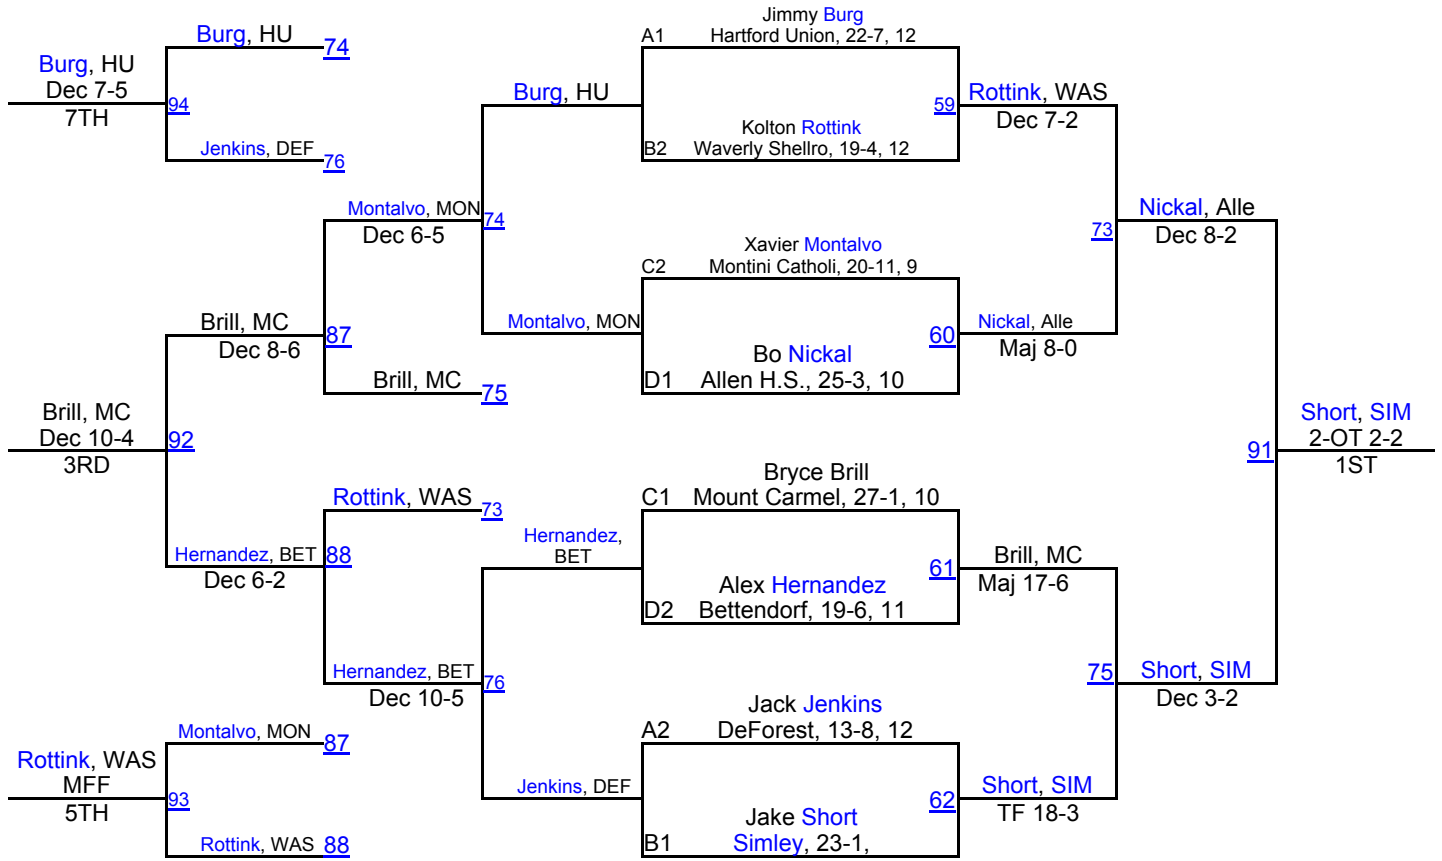 Jimmy Burg
A1 Hartford Union, 22-7, 12
Burg, HU 74
Burg, HU
Dec 7-5
7TH
94
Jenkins, DEF 76
Burg, HU
59
Rottink, WAS
Dec 7-2
Kolton Rottink
B2 Waverly Shellro, 19-4, 12
Montalvo, MON
Dec 6-5
74
Nickal, Alle
Dec 8-2
73
Xavier Montalvo
C2 Montini Catholi, 20-11, 9
Brill, MC
Dec 8-6
87
Montalvo, MON
60
Nickal, Alle
Maj 8-0
Bo Nickal
D1 Allen H.S., 25-3, 10
Brill, MC 75
Brill, MC
Dec 10-4
3RD
92
Short, SIM
2-OT 2-2
1ST
91
Bryce Brill
C1 Mount Carmel, 27-1, 10
Rottink, WAS 73
Hernandez,
BET
Hernandez, BET
Dec 6-2
88
61
Brill, MC
Maj 17-6
Alex Hernandez
D2 Bettendorf, 19-6, 11
Hernandez, BET
Dec 10-5
76
75
Short, SIM
Dec 3-2
Jack Jenkins
A2 DeForest, 13-8, 12
Montalvo, MON 87
Rottink, WAS
MFF
5TH
93
Jenkins, DEF
62
Short, SIM
TF 18-3
Jake Short
B1 Simley, 23-1,
Rottink, WAS 88